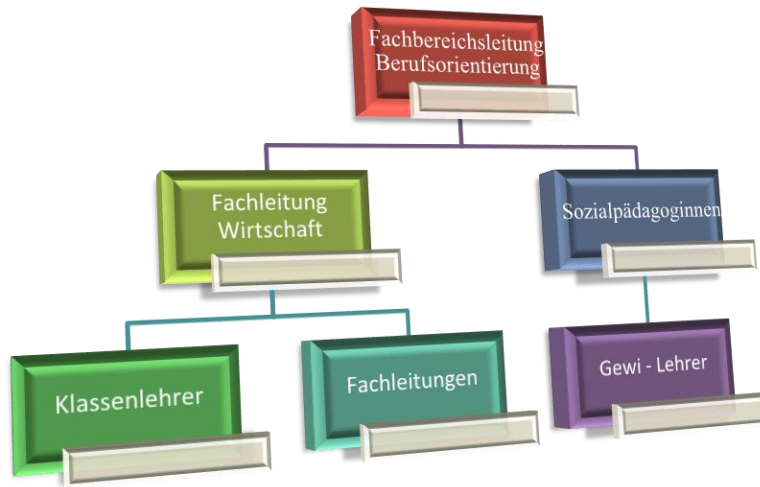 Fachbereichsleitung
Berufsorientierung
Fachleitung
Wirtschaft
Sozialpädagoginnen
Klassenlehrer
Fachleitungen
Gewi - Lehrer